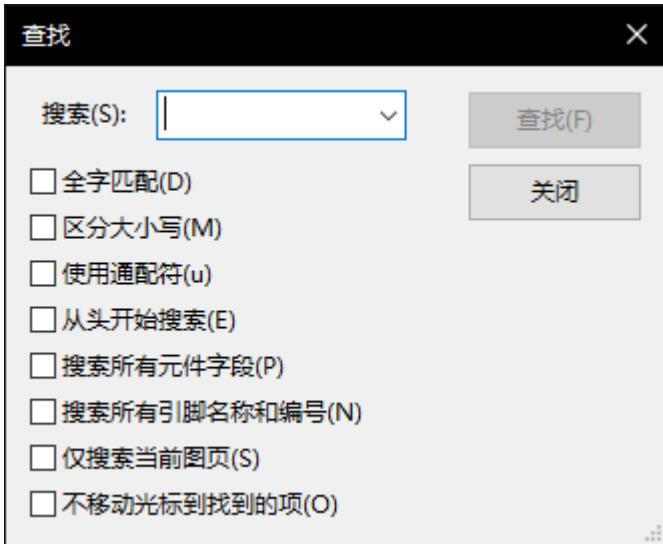 查找
搜索(S):
查找(F)
全字匹配(D)
关闭
区分大小写(M)
使用通配符(u)
从头开始搜索(E)
搜索所有元件字段(P)
搜索所有引脚名称和编号(N)
仅搜索当前图页(S)
不移动光标到找到的项(O)